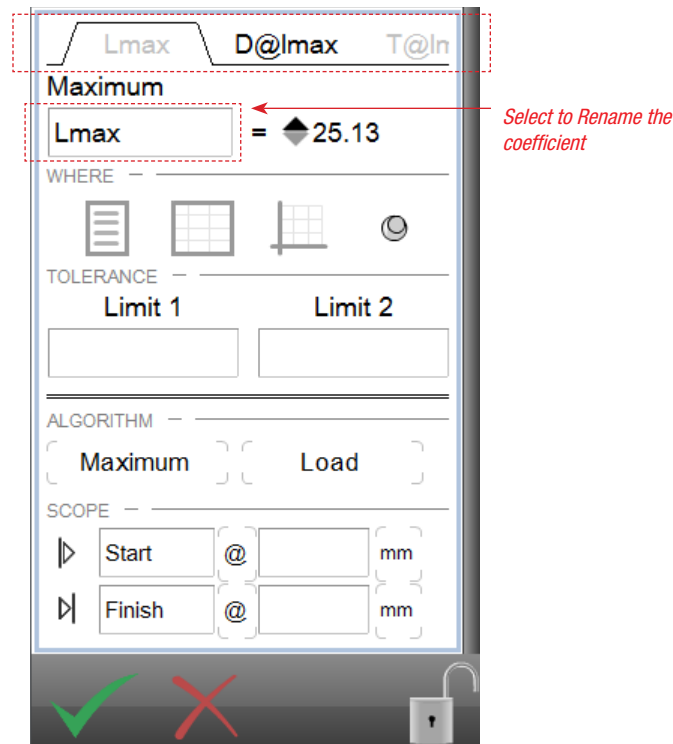 Lmax D@lmax T@ln
Maximum
Lmax = 25.13
Select to Rename the
coefficient
WHERE
TOLERANCE
Limit 1 Limit 2
ALGORITHM
Maximum Load
SCOPE
Start @ mm
Finish @ mm